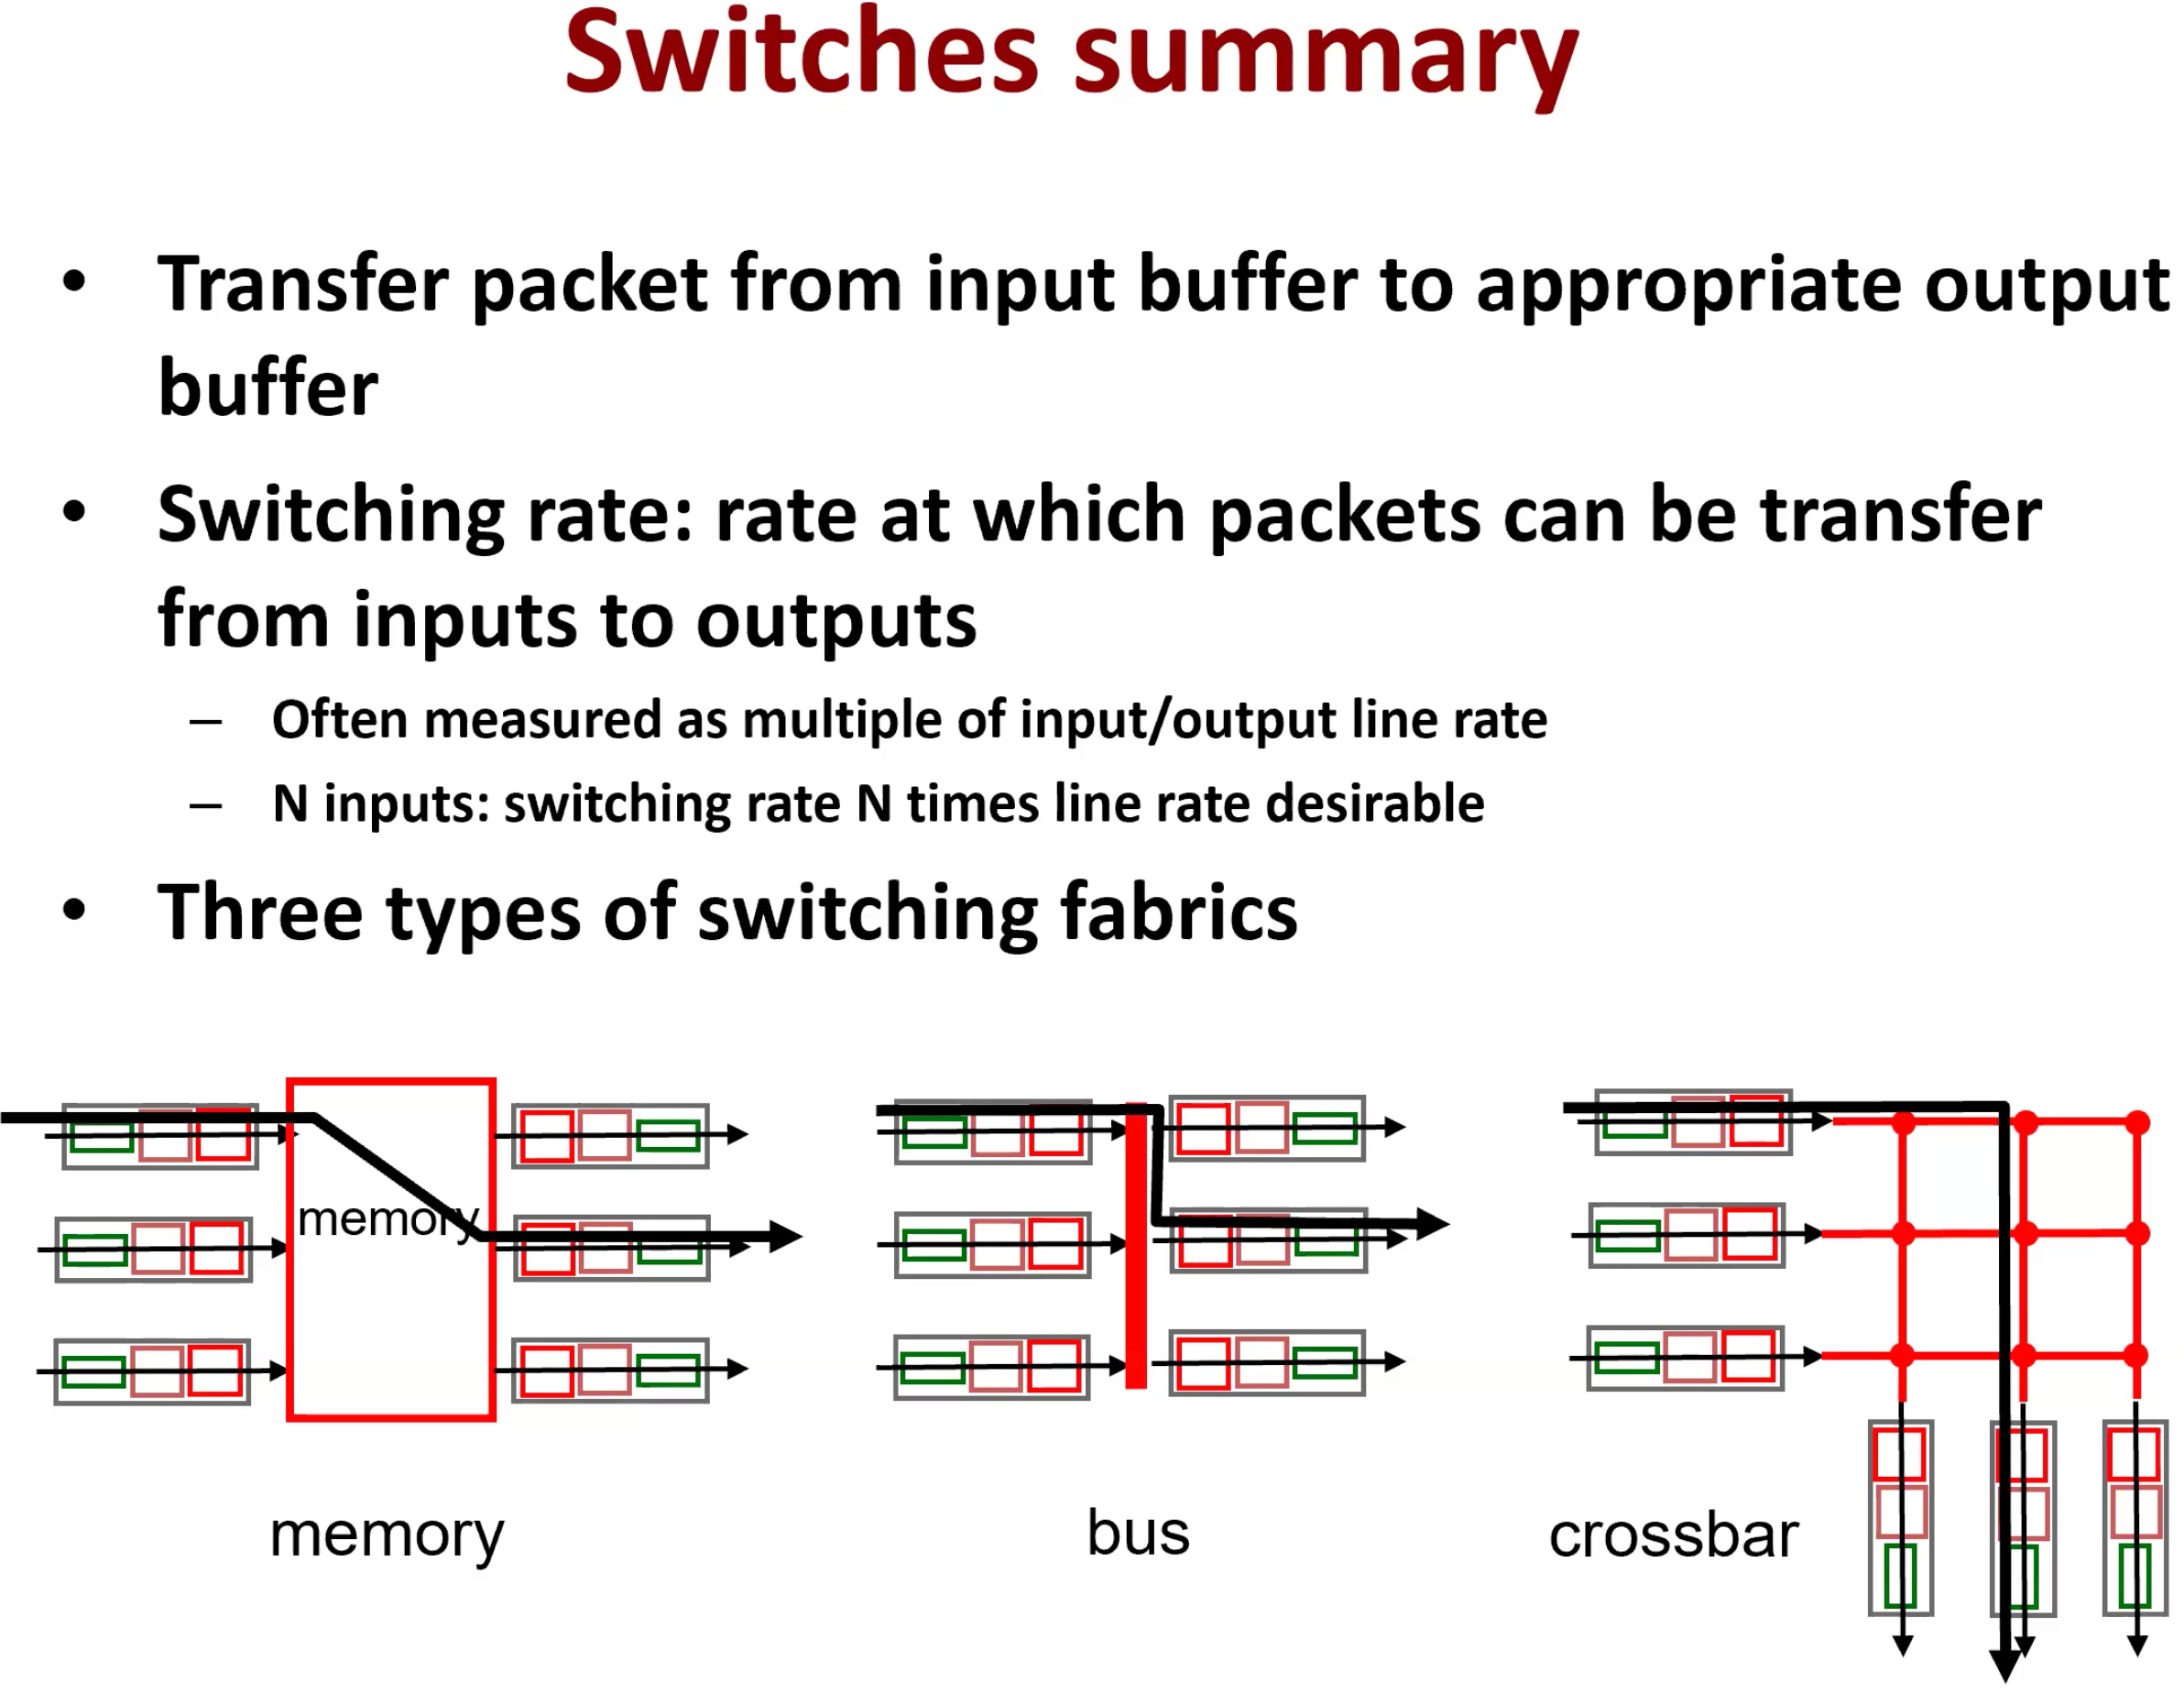 Switches summary
• Transfer packet from input buffer to appropriate output
buffer
• Switching rate: rate at which packets can be transfer
from inputs to outputs
– Often measured as multiple of input/output line rate
– N inputs: switching rate N times line rate desirable
• Three types of switching fabrics
memory
memory
bus
crossbar